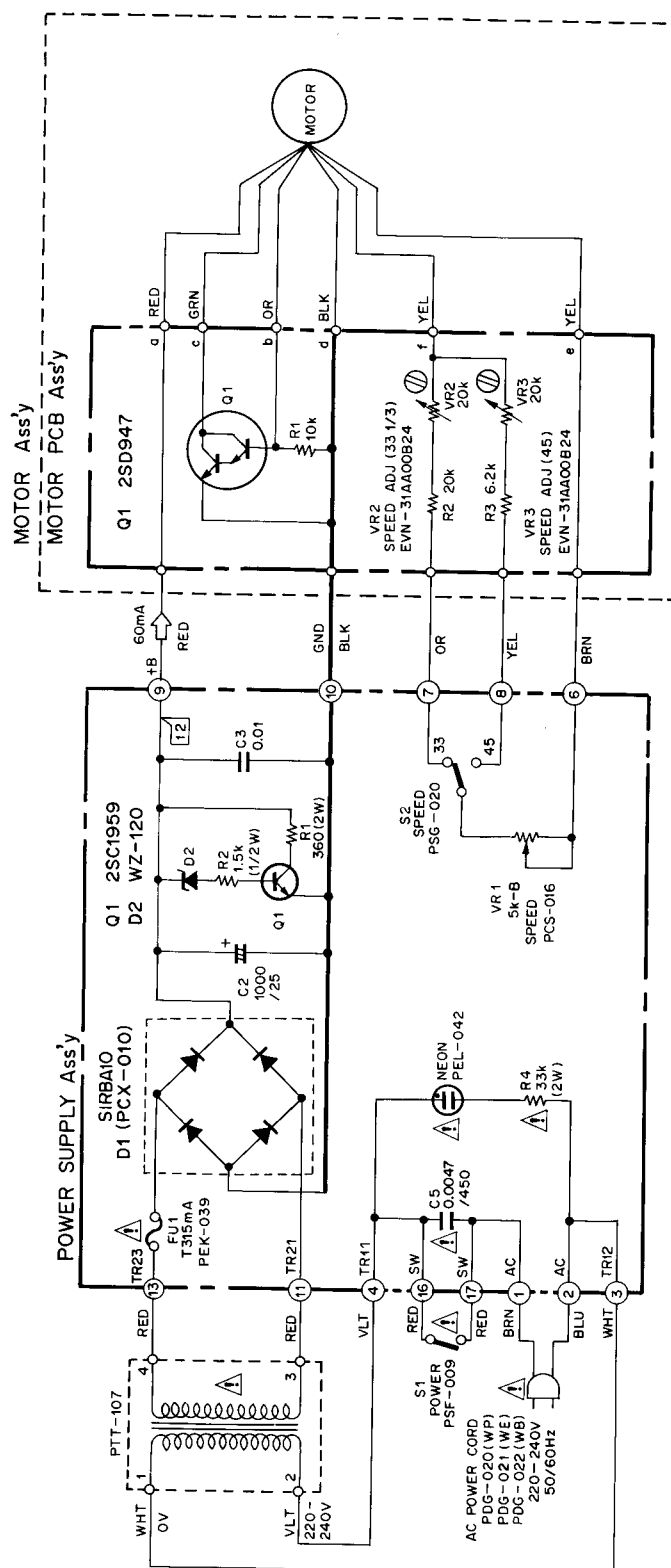 MOTOR Ass'y
MOTOR PCB Ass'y
Q1 2SD947
a
RED
c
GRN
b
OR
d
BLK
f
YEL
e
YEL
MOTOR
Q1
R1
10k
VR2
SPEED ADJ (33 1/3)
EVN-31AA00B24
R2 20k
VR2
20k
R3 6.2k
VR3
20k
VR3
SPEED ADJ (45)
EVN-31AA00B24
60mA
+B
RED
GND
BLK
OR
YEL
BRN
9
10
7
8
6
POWER SUPPLY Ass'y
S1RBA10
D1 (PCX-010)
Q1 2SC1959
D2 WZ-120
12
C3
0.01
D2
R2
1.5k
(1/2W)
R1
360 (2W)
Q1
+
C2
1000
/25
33
45
S2
SPEED
PSG-020
VR1
5k-B
SPEED
PCS-016
FU1
T315mA
PEK-039
TR23
TR21
13
11
NEON
PEL-042
R4
33k
(2W)
C5
0.0047
/450
TR11
SW
SW
AC
AC
TR12
4
16
17
1
2
3
RED
RED
VLT
RED
RED
BRN
BLU
WHT
PTT-107
4
3
1
2
WHT
0V
VLT
220-
240V
S1
POWER
PSF-009
AC POWER CORD
PDG-020 (WP)
PDG-021 (WE)
PDG-022 (WB)
220-240V
50/60Hz